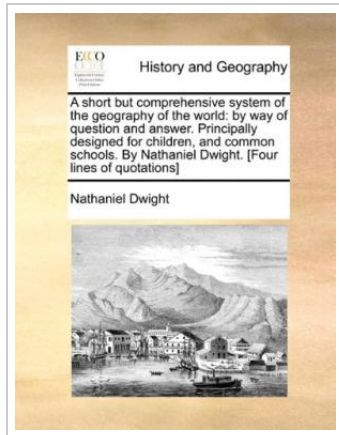 ECCO
History and Geography
A short but comprehensive system of
the geography of the world: by way of
question and answer. Principally
designed for children, and common
schools. By Nathaniel Dwight. [Four
lines of quotations]
Nathaniel Dwight